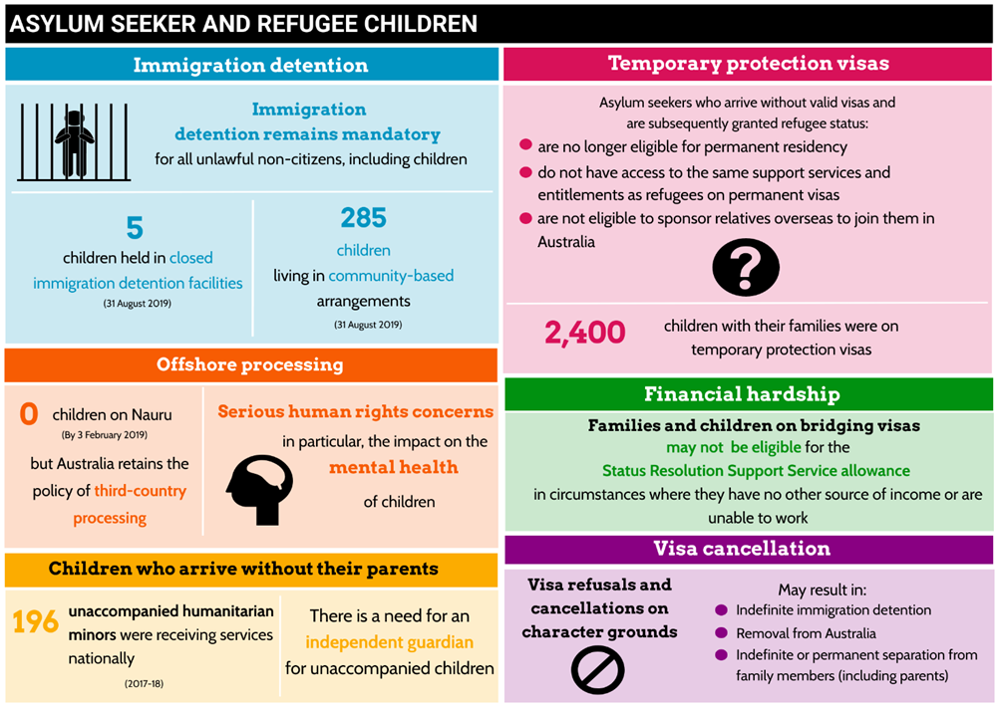 ASYLUM SEEKER AND REFUGEE CHILDREN
Immigration detention
Immigration
detention remains mandatory
for all unlawful non-citizens, including children
5
children held in closed
immigration detention facilities
(31 August 2019)
285
children
living in community-based
arrangements
(31 August 2019)
Offshore processing
0 children on Nauru
(By 3 February 2019)
but Australia retains the
policy of third-country
processing
Serious human rights concerns
in particular, the impact on the
mental health
of children
Children who arrive without their parents
196 unaccompanied humanitarian
minors were receiving services
nationally
(2017-18)
There is a need for an
independent guardian
for unaccompanied children
Temporary protection visas
Asylum seekers who arrive without valid visas and
are subsequently granted refugee status:
are no longer eligible for permanent residency
do not have access to the same support services and
entitlements as refugees on permanent visas
are not eligible to sponsor relatives overseas to join them in
Australia
?
2,400 children with their families were on
temporary protection visas
Financial hardship
Families and children on bridging visas
may not be eligible for the
Status Resolution Support Service allowance
in circumstances where they have no other source of income or are
unable to work
Visa cancellation
Visa refusals and
cancellations on
character grounds
May result in:
Indefinite immigration detention
Removal from Australia
Indefinite or permanent separation from
family members (including parents)